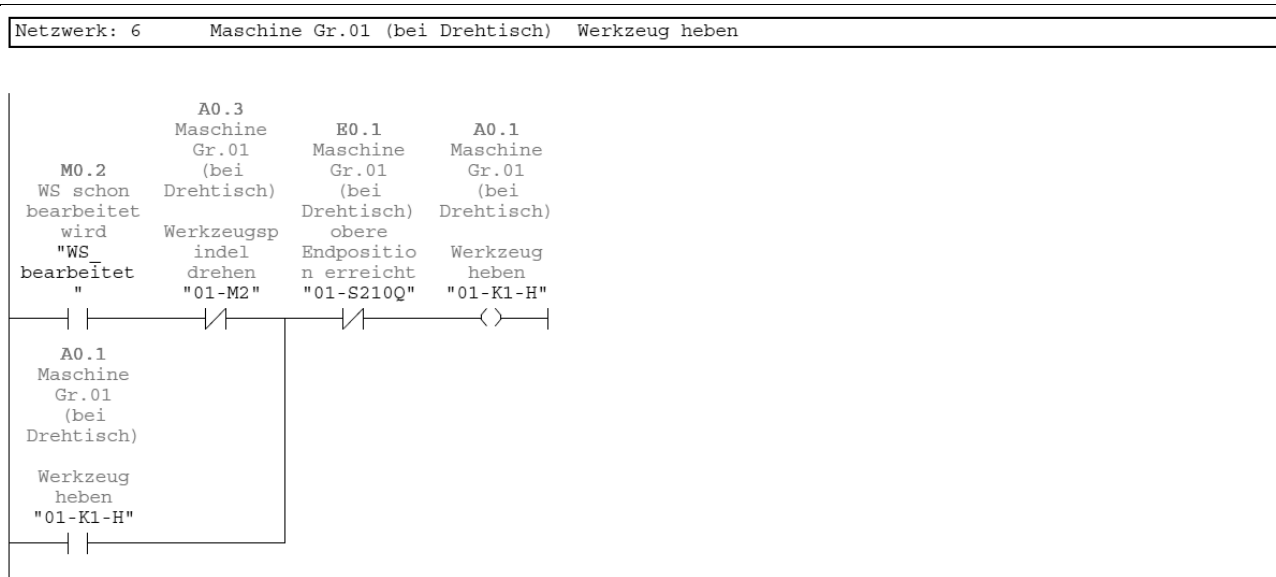 Netzwerk: 6 Maschine Gr.01 (bei Drehtisch) Werkzeug heben
M0.2
WS schon
bearbeitet
wird
"WS_
bearbeitet
"
A0.3
Maschine
Gr.01
(bei
Drehtisch)
Werkzeugsp
indel
drehen
"01-M2"
E0.1
Maschine
Gr.01
(bei
Drehtisch)
obere
Endpositio
n erreicht
"01-S210Q"
A0.1
Maschine
Gr.01
(bei
Drehtisch)
Werkzeug
heben
"01-K1-H"
A0.1
Maschine
Gr.01
(bei
Drehtisch)
Werkzeug
heben
"01-K1-H"